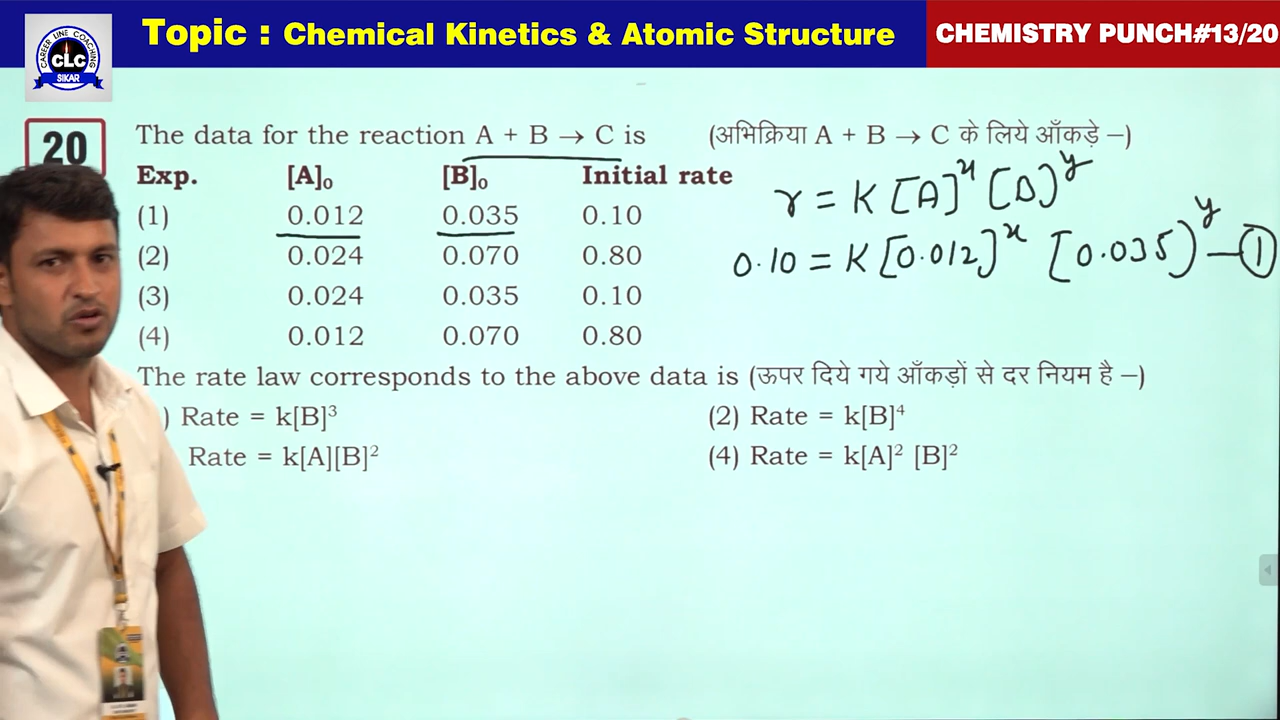 CAREER LINE COACHING
CLC
SIKAR
Topic : Chemical Kinetics & Atomic Structure
CHEMISTRY PUNCH#13/20
20
The data for the reaction A + B → C is (अभिक्रिया A + B → C के लिये आँकड़े –)
Exp. [A]₀ [B]₀ Initial rate
(1) 0.012 0.035 0.10
(2) 0.024 0.070 0.80
(3) 0.024 0.035 0.10
(4) 0.012 0.070 0.80
r = K [A]ˣ [B]ʸ
0.10 = K [0.012]ˣ [0.035)ʸ – ①
The rate law corresponds to the above data is (ऊपर दिये गये आँकड़ों से दर नियम है –)
) Rate = k[B]³ (2) Rate = k[B]⁴
Rate = k[A][B]² (4) Rate = k[A]² [B]²